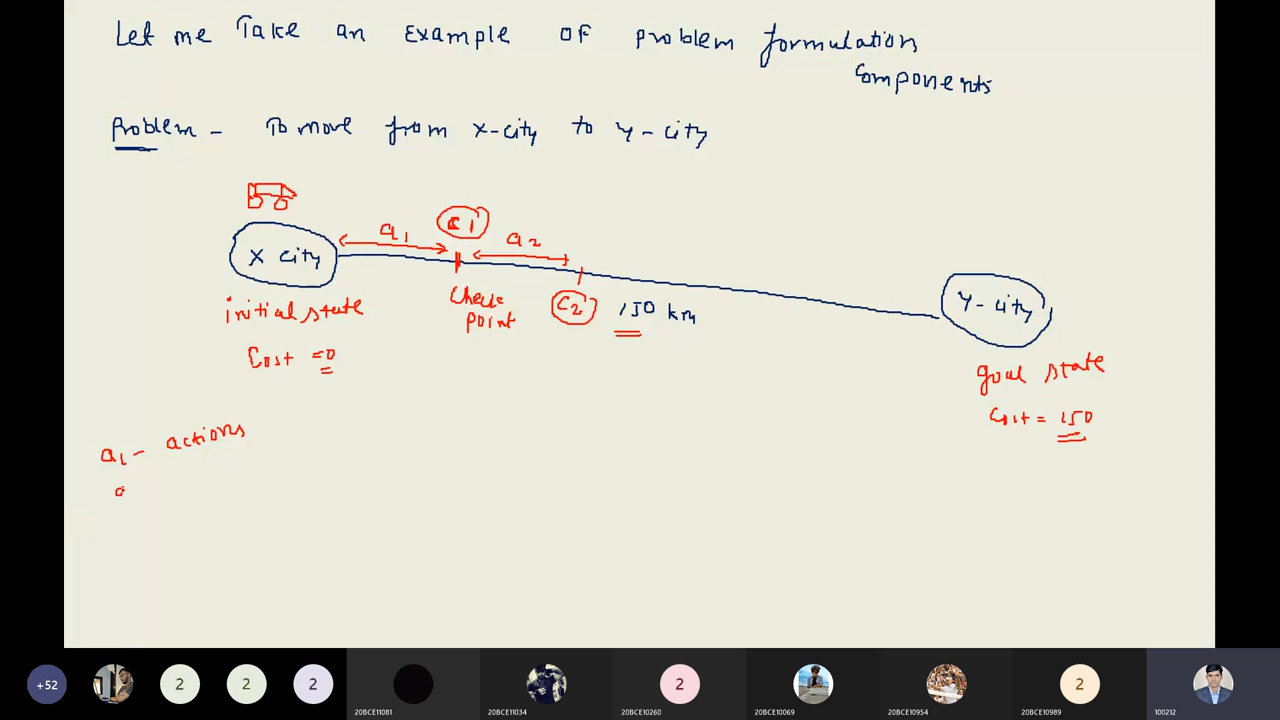 Let me Take an Example OF problem formulation
components
Problem - To move from X-city to Y-city
C1
a1
a2
X city
Check
point
C2
150 km
Y-city
initial state
Cost =0
goal state
Cost = 150
a1 - actions
a
+52
2
2
2
2
2
20BCE11081
20BCE11034
20BCE10260
20BCE10069
20BCE10954
20BCE10989
100212